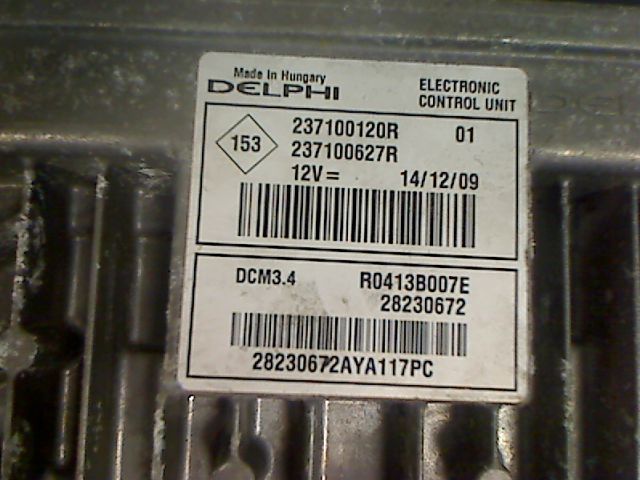 Made in Hungary
DELPHI
ELECTRONIC
CONTROL UNIT
153
237100120R 01
237100627R
12V= 14/12/09
DCM3.4 R0413B007E
28230672
28230672AYA117PC